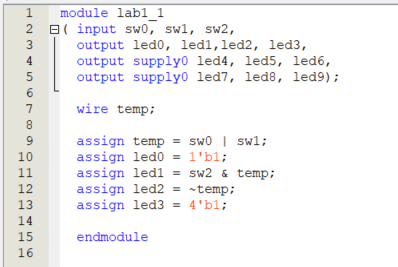 1 module lab1_1
2 ( input sw0, sw1, sw2,
3 output led0, led1,led2, led3,
4 output supply0 led4, led5, led6,
5 output supply0 led7, led8, led9);
6
7 wire temp;
8
9 assign temp = sw0 | sw1;
10 assign led0 = 1'b1;
11 assign led1 = sw2 & temp;
12 assign led2 = ~temp;
13 assign led3 = 4'b1;
14
15 endmodule
16